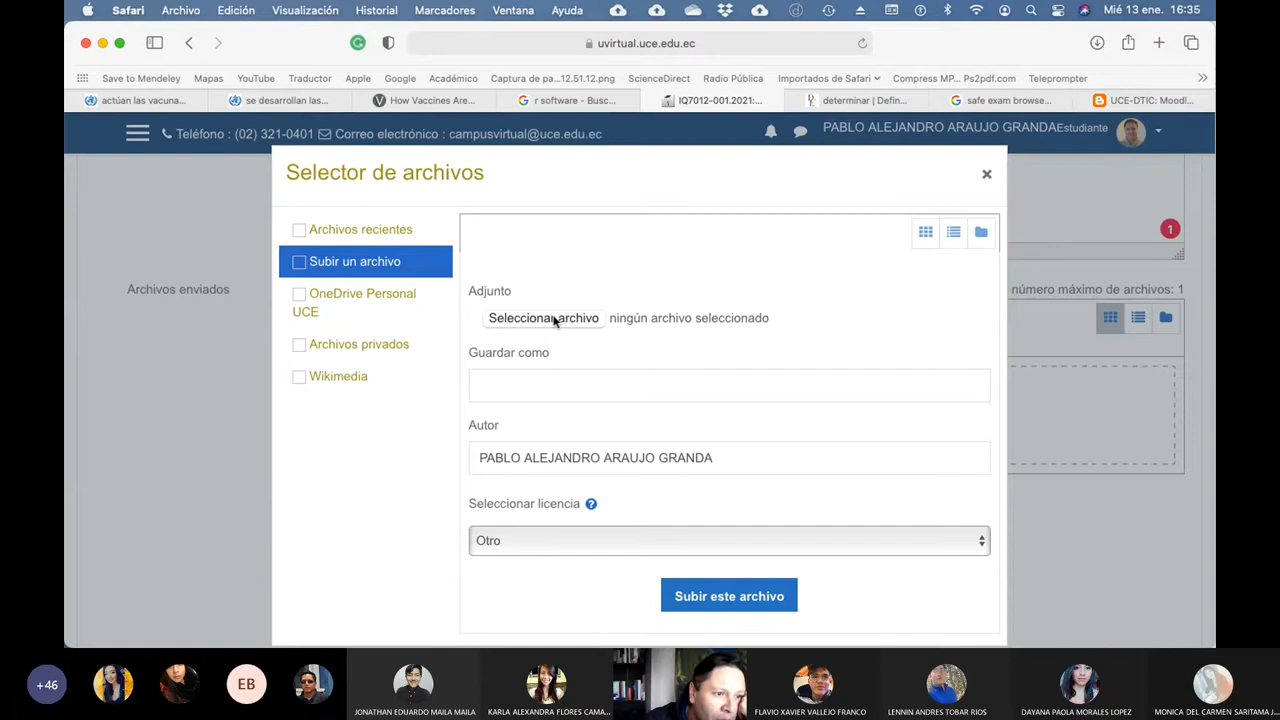 Safari Archivo Edición Visualización Historial Marcadores Ventana Ayuda Mié 13 ene. 16:35
uvirtual.uce.edu.ec
Save to Mendeley Mapas YouTube Traductor Apple Google Académico Captura de pa...12.51.12.png ScienceDirect Radio Pública Importados de Safari Compress MP... Ps2pdf.com Teleprompter
actúan las vacuna... se desarrollan las... How Vaccines Are... r software - Busc... IQ7012-001.2021:... determinar | Defin... safe exam browse... UCE-DTIC: Moodl...
Teléfono : (02) 321-0401 Correo electrónico : campusvirtual@uce.edu.ec PABLO ALEJANDRO ARAUJO GRANDAEstudiante
Selector de archivos
Archivos recientes
Subir un archivo
OneDrive Personal
UCE
Archivos privados
Wikimedia
Adjunto
Seleccionar archivo ningún archivo seleccionado
Guardar como
Autor
PABLO ALEJANDRO ARAUJO GRANDA
Seleccionar licencia
Otro
Subir este archivo
Archivos enviados
1
número máximo de archivos: 1
+46
EB
JONATHAN EDUARDO MAILA MAILA
KARLA ALEXANDRA FLORES CAMA...
FLAVIO XAVIER VALLEJO FRANCO
LENNIN ANDRES TOBAR RIOS
DAYANA PAOLA MORALES LOPEZ
MONICA DEL CARMEN SARITAMA J...